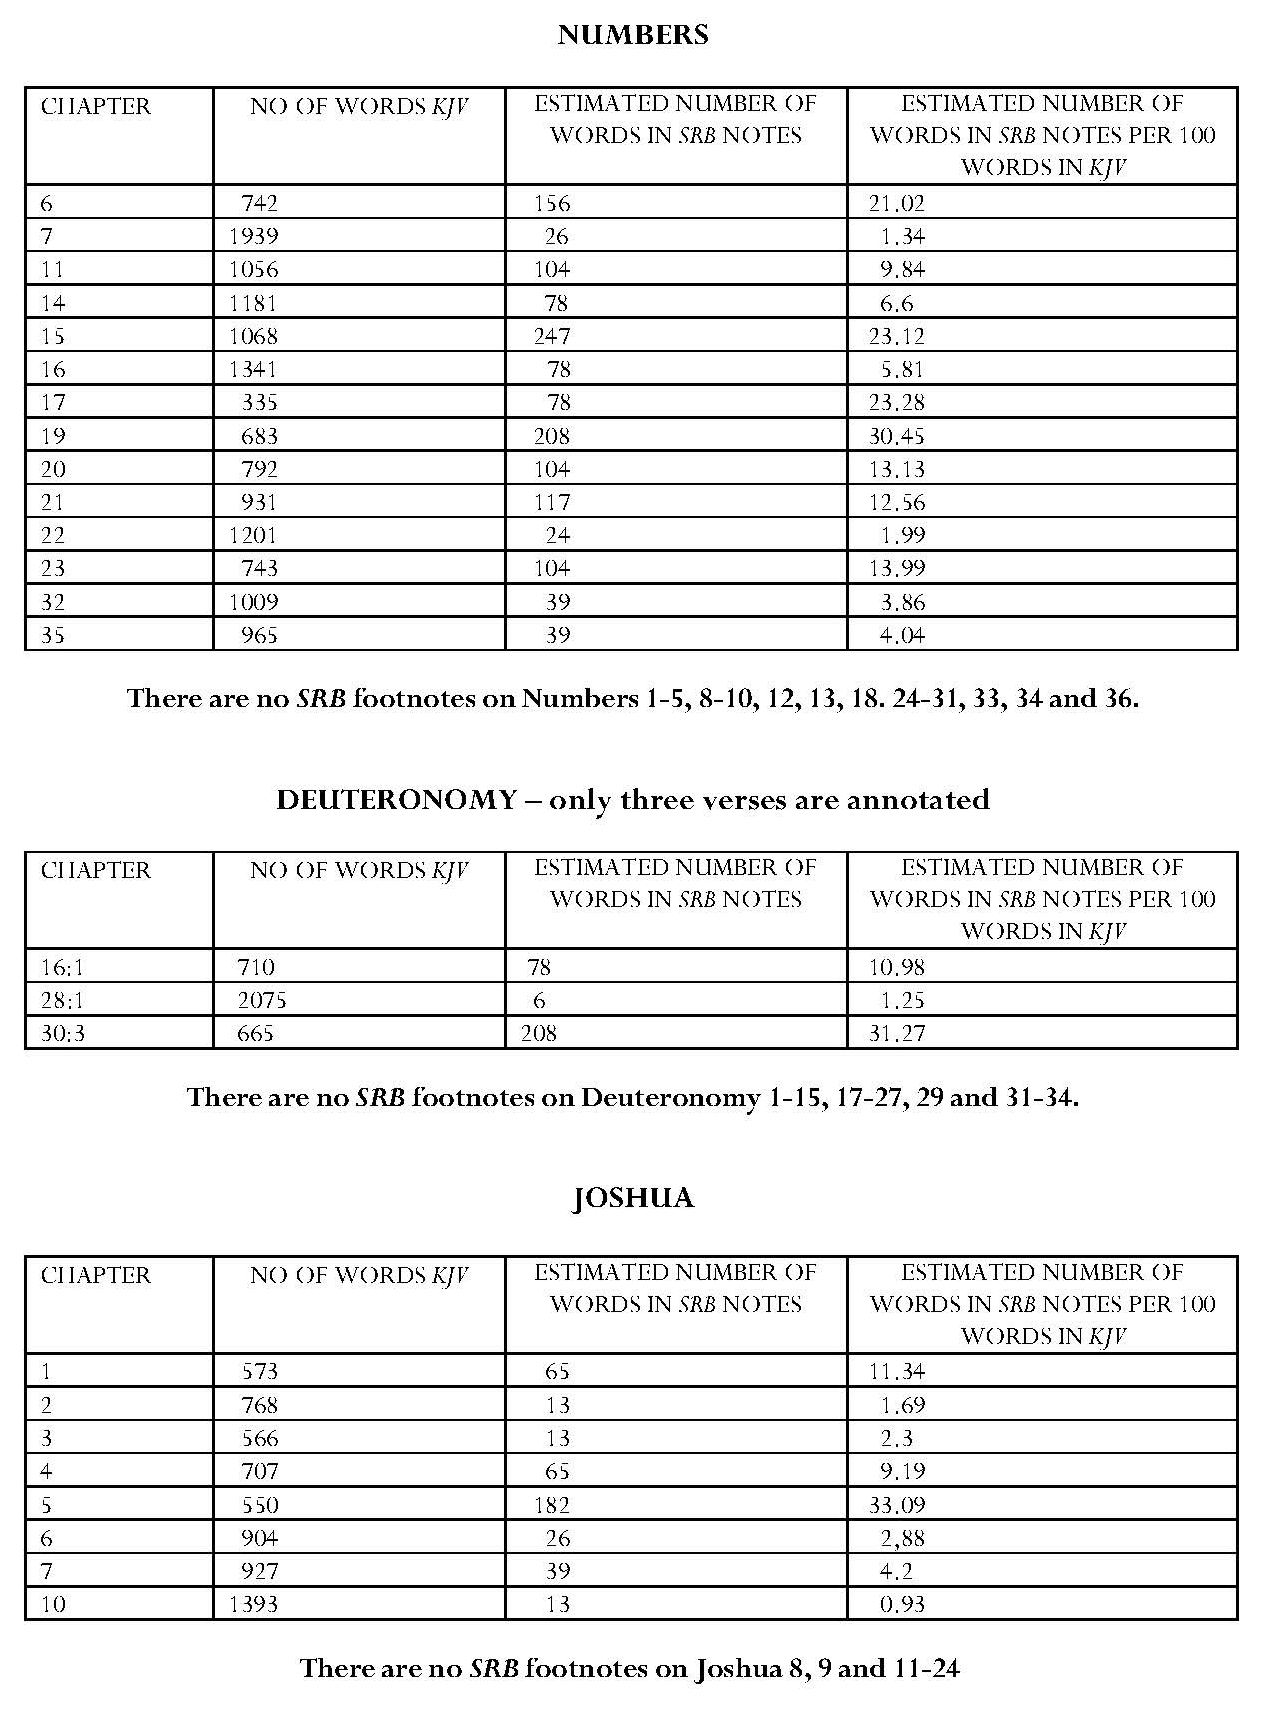 NUMBERS
CHAPTER NO OF WORDS KJV ESTIMATED NUMBER OF WORDS IN SRB NOTES ESTIMATED NUMBER OF WORDS IN SRB NOTES PER 100 WORDS IN KJV
6 742 156 21.02
7 1939 26 1.34
11 1056 104 9.84
14 1181 78 6.6
15 1068 247 23.12
16 1341 78 5.81
17 335 78 23.28
19 683 208 30.45
20 792 104 13.13
21 931 117 12.56
22 1201 24 1.99
23 743 104 13.99
32 1009 39 3.86
35 965 39 4.04
There are no SRB footnotes on Numbers 1-5, 8-10, 12, 13, 18. 24-31, 33, 34 and 36.
DEUTERONOMY – only three verses are annotated
CHAPTER NO OF WORDS KJV ESTIMATED NUMBER OF WORDS IN SRB NOTES ESTIMATED NUMBER OF WORDS IN SRB NOTES PER 100 WORDS IN KJV
16:1 710 78 10.98
28:1 2075 6 1.25
30:3 665 208 31.27
There are no SRB footnotes on Deuteronomy 1-15, 17-27, 29 and 31-34.
JOSHUA
CHAPTER NO OF WORDS KJV ESTIMATED NUMBER OF WORDS IN SRB NOTES ESTIMATED NUMBER OF WORDS IN SRB NOTES PER 100 WORDS IN KJV
1 573 65 11.34
2 768 13 1.69
3 566 13 2.3
4 707 65 9.19
5 550 182 33.09
6 904 26 2,88
7 927 39 4.2
10 1393 13 0.93
There are no SRB footnotes on Joshua 8, 9 and 11-24